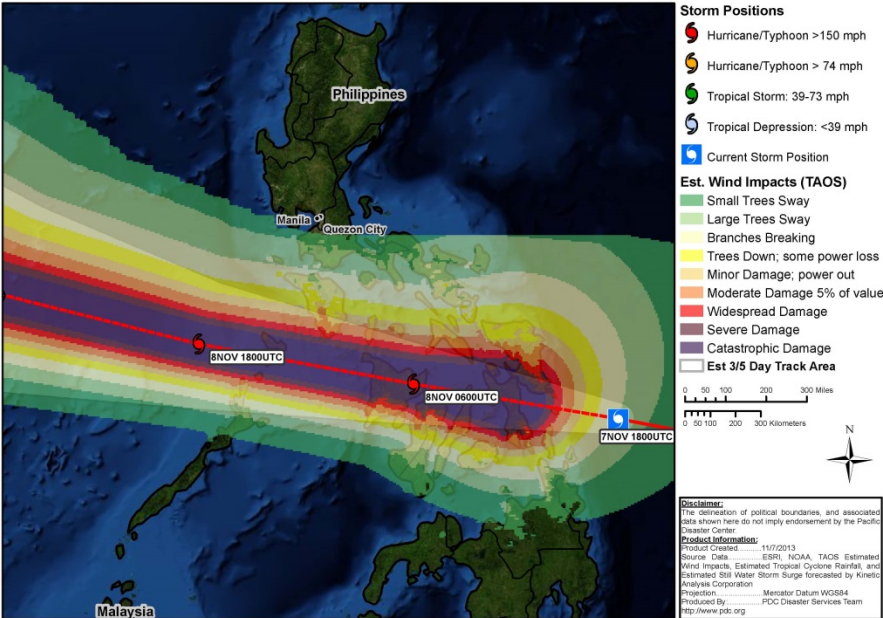 Philippines
Manila
Quezon City
8NOV 1800UTC
8NOV 0600UTC
7NOV 1800UTC
Malaysia
Storm Positions
Hurricane/Typhoon >150 mph
Hurricane/Typhoon > 74 mph
Tropical Storm: 39-73 mph
Tropical Depression: <39 mph
Current Storm Position
Est. Wind Impacts (TAOS)
Small Trees Sway
Large Trees Sway
Branches Breaking
Trees Down; some power loss
Minor Damage; power out
Moderate Damage 5% of value
Widespread Damage
Severe Damage
Catastrophic Damage
Est 3/5 Day Track Area
0 50 100 200 300 Miles
0 50 100 200 300 Kilometers
N
Disclaimer:
The delineation of political boundaries, and associated
data shown here do not imply endorsement by the Pacific
Disaster Center.
Product Information:
Product Created..........11/7/2013
Source Data..............ESRI, NOAA, TAOS Estimated
Wind Impacts, Estimated Tropical Cyclone Rainfall, and
Estimated Still Water Storm Surge forecasted by Kinetic
Analysis Corporation
Projection....................Mercator Datum WGS84
Produced By...............PDC Disaster Services Team
http://www.pdc.org